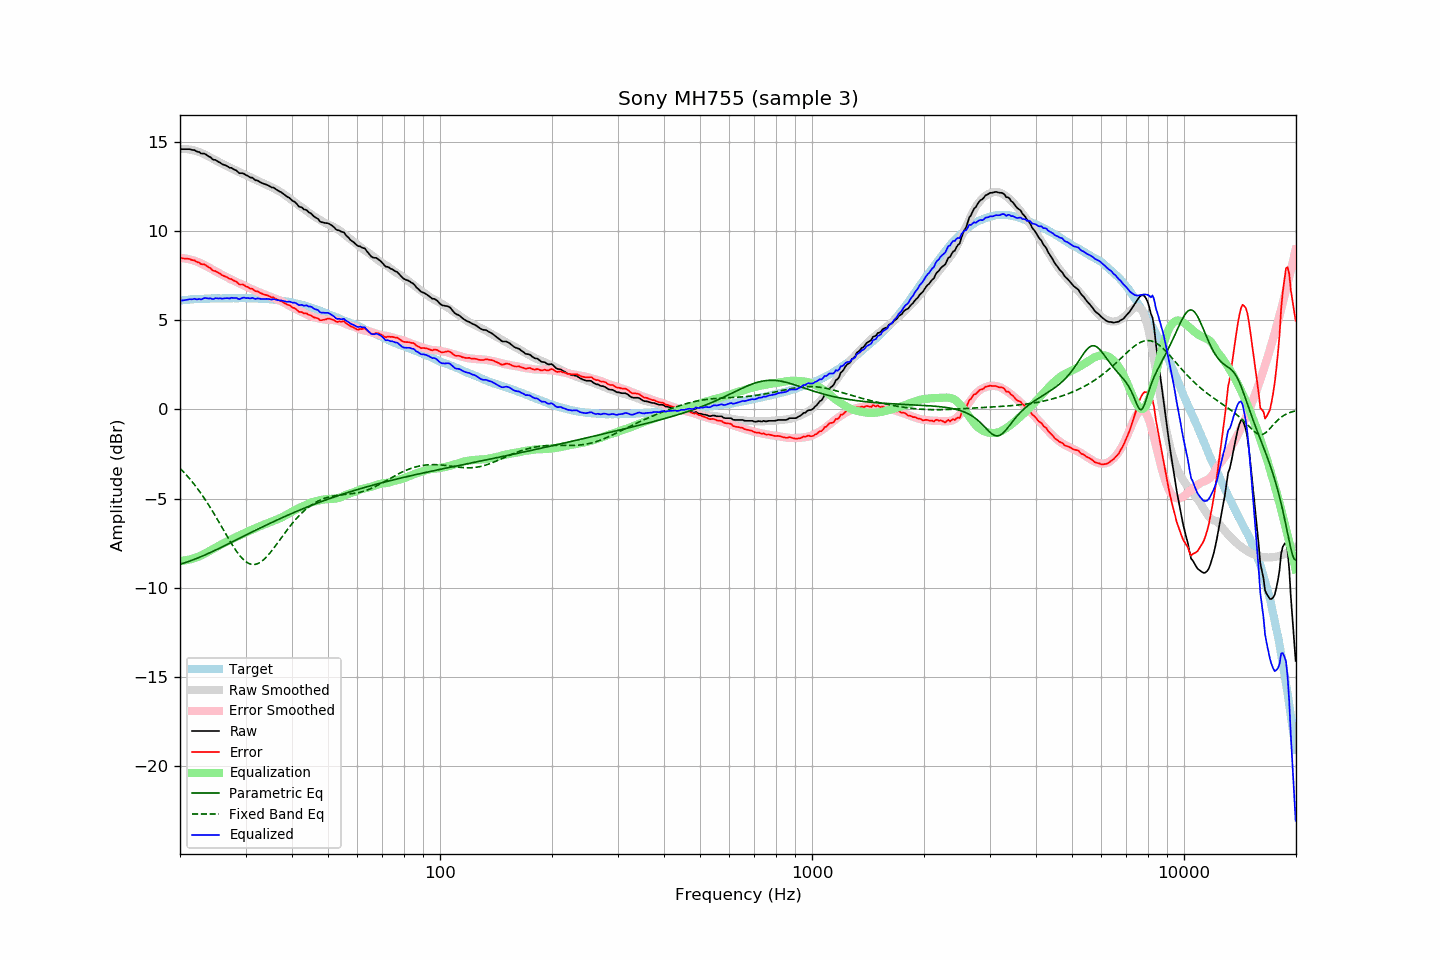 Sony MH755 (sample 3)
15
10
5
0
−5
−10
−15
−20
Amplitude (dBr)
Target
Raw Smoothed
Error Smoothed
Raw
Error
Equalization
Parametric Eq
Fixed Band Eq
Equalized
100 1000 10000
Frequency (Hz)